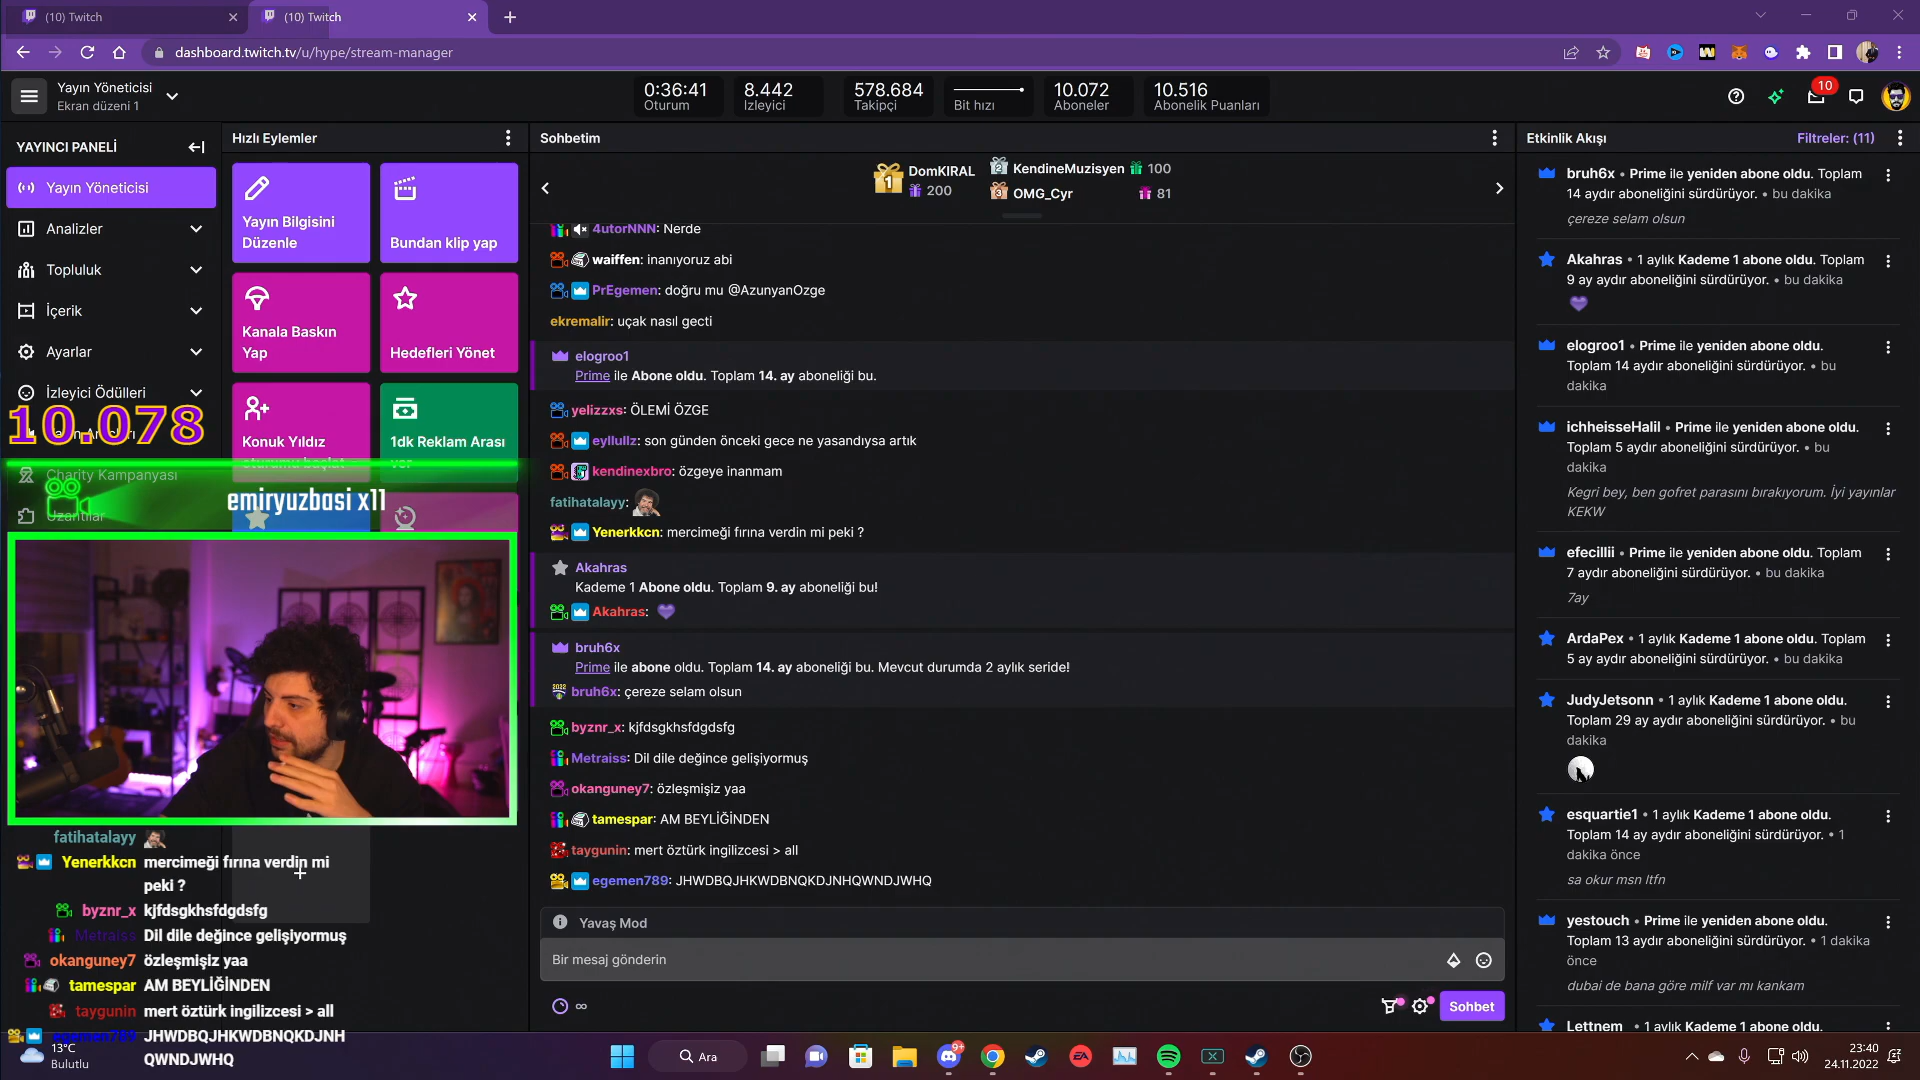 (10) Twitch
(10) Twitch
dashboard.twitch.tv/u/hype/stream-manager
Yayın Yöneticisi
Ekran düzeni 1
0:36:41
Oturum
8.442
İzleyici
578.684
Takipçi
Bit hızı
10.072
Aboneler
10.516
Abonelik Puanları
10
YAYINCI PANELİ
Yayın Yöneticisi
Analizler
Topluluk
İçerik
Ayarlar
İzleyici Ödülleri
10.078
Charity Kampanyası
Uzantılar
emiryuzbasi x11
Hızlı Eylemler
Yayın Bilgisini
Düzenle
Bundan klip yap
Kanala Baskın
Yap
Hedefleri Yönet
Konuk Yıldız
oturumu başlat
1dk Reklam Arası
ver
fatihatalayy
Yenerkkcn mercimeği fırına verdin mi
peki ?
byznr_x kjfdsgkhsfdgdsfg
Metraiss Dil dile değince gelişiyormuş
okanguney7 özleşmişiz yaa
tamespar AM BEYLİĞİNDEN
taygunin mert öztürk ingilizcesi > all
egemen789 JHWDBQJHKWDBNQKDJNH
QWNDJWHQ
Sohbetim
1
DomKIRAL
200
2
KendineMuzisyen 100
3
OMG_Cyr 81
4utorNNN: Nerde
waiffen: inanıyoruz abi
PrEgemen: doğru mu @AzunyanOzge
ekremalir: uçak nasıl gecti
elogroo1
Prime ile Abone oldu. Toplam 14. ay aboneliği bu.
yelizzxs: ÖLEMİ ÖZGE
eyllullz: son günden önceki gece ne yasandıysa artık
kendinexbro: özgeye inanmam
fatihatalayy:
Yenerkkcn: mercimeği fırına verdin mi peki ?
Akahras
Kademe 1 Abone oldu. Toplam 9. ay aboneliği bu!
Akahras:
bruh6x
Prime ile abone oldu. Toplam 14. ay aboneliği bu. Mevcut durumda 2 aylık seride!
2022
bruh6x: çereze selam olsun
byznr_x: kjfdsgkhsfdgdsfg
Metraiss: Dil dile değince gelişiyormuş
okanguney7: özleşmişiz yaa
tamespar: AM BEYLİĞİNDEN
taygunin: mert öztürk ingilizcesi > all
egemen789: JHWDBQJHKWDBNQKDJNHQWNDJWHQ
Yavaş Mod
Bir mesaj gönderin
∞
Sohbet
Etkinlik Akışı
Filtreler: (11)
bruh6x • Prime ile yeniden abone oldu. Toplam
14 aydır aboneliğini sürdürüyor. • bu dakika
çereze selam olsun
Akahras • 1 aylık Kademe 1 abone oldu. Toplam
9 ay aydır aboneliğini sürdürüyor. • bu dakika
elogroo1 • Prime ile yeniden abone oldu.
Toplam 14 aydır aboneliğini sürdürüyor. • bu
dakika
ichheisseHalil • Prime ile yeniden abone oldu.
Toplam 5 aydır aboneliğini sürdürüyor. • bu
dakika
Kegri bey, ben gofret parasını bırakıyorum. İyi yayınlar
KEKW
efecillii • Prime ile yeniden abone oldu. Toplam
7 aydır aboneliğini sürdürüyor. • bu dakika
7ay
ArdaPex • 1 aylık Kademe 1 abone oldu. Toplam
5 ay aydır aboneliğini sürdürüyor. • bu dakika
JudyJetsonn • 1 aylık Kademe 1 abone oldu.
Toplam 29 ay aydır aboneliğini sürdürüyor. • bu
dakika
esquartie1 • 1 aylık Kademe 1 abone oldu.
Toplam 14 ay aydır aboneliğini sürdürüyor. • 1
dakika önce
sa okur msn ltfn
yestouch • Prime ile yeniden abone oldu.
Toplam 13 aydır aboneliğini sürdürüyor. • 1 dakika
önce
dubai de bana göre milf var mı kankam
Lettnem • 1 aylık Kademe 1 abone oldu.
13°C
Bulutlu
Ara
9+
EA
23:40
24.11.2022